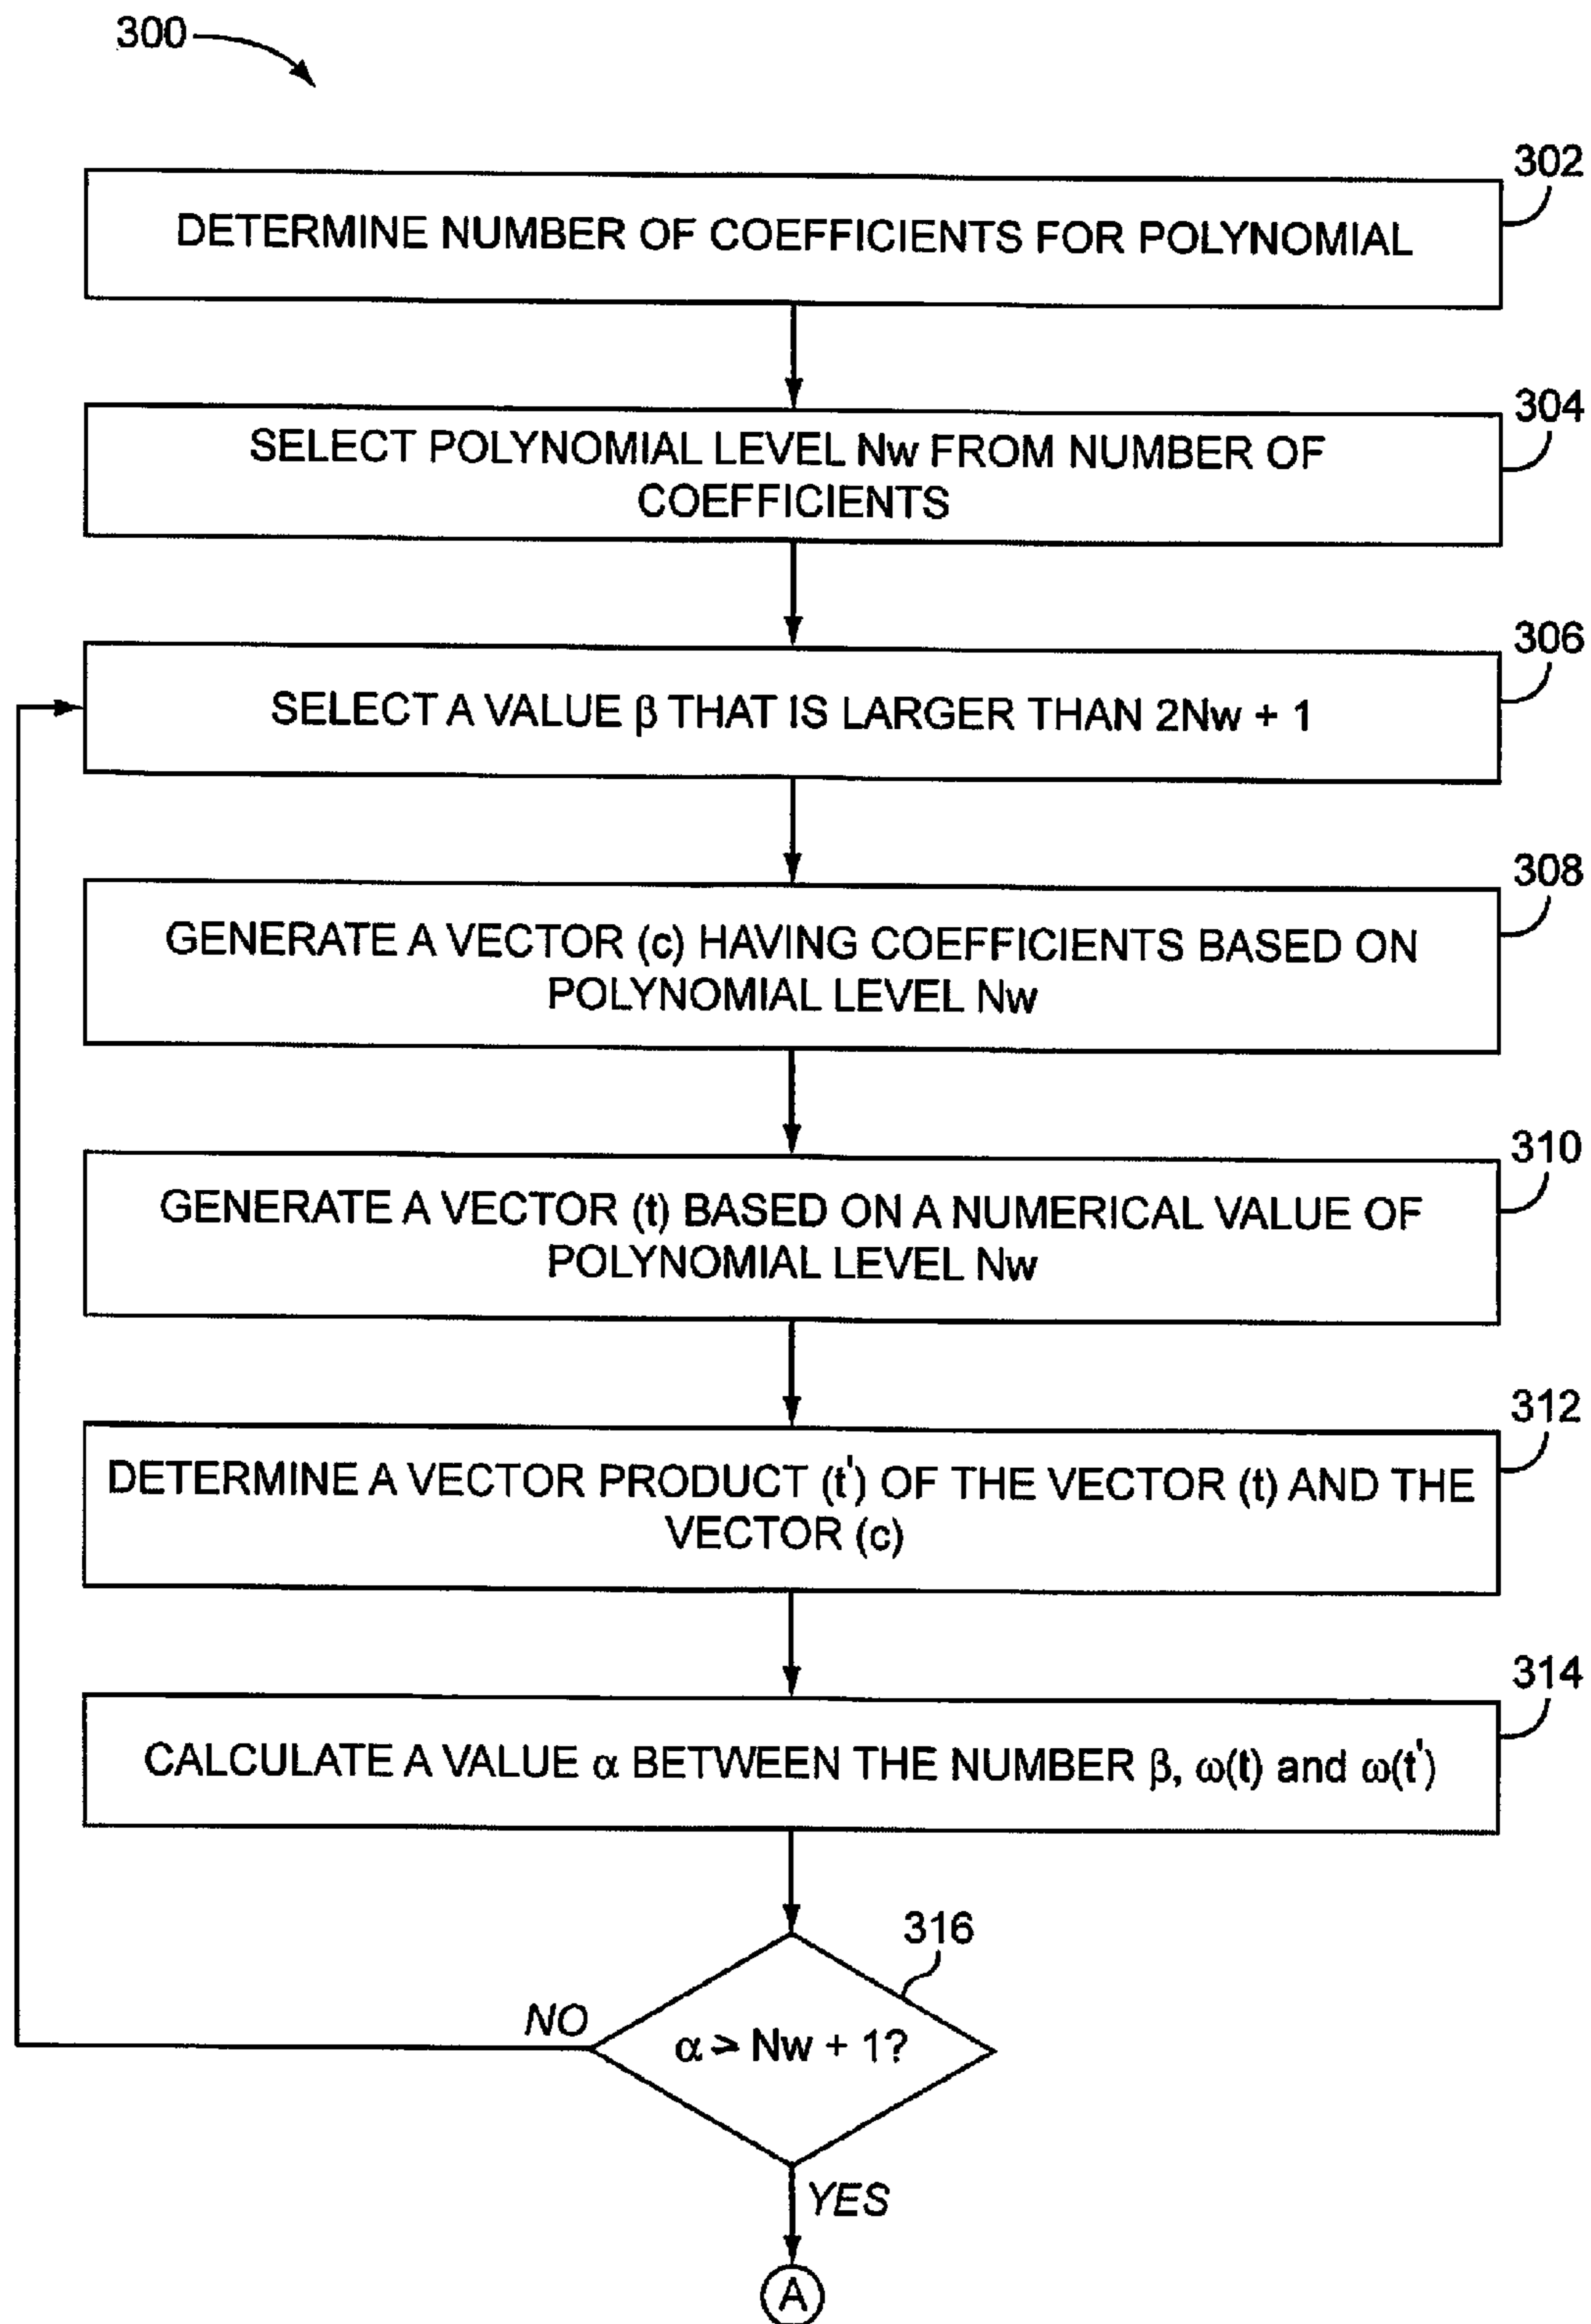 300
302
DETERMINE NUMBER OF COEFFICIENTS FOR POLYNOMIAL
304
SELECT POLYNOMIAL LEVEL Nw FROM NUMBER OF
COEFFICIENTS
306
SELECT A VALUE β THAT IS LARGER THAN 2Nw + 1
308
GENERATE A VECTOR (c) HAVING COEFFICIENTS BASED ON
POLYNOMIAL LEVEL Nw
310
GENERATE A VECTOR (t) BASED ON A NUMERICAL VALUE OF
POLYNOMIAL LEVEL Nw
312
DETERMINE A VECTOR PRODUCT (t') OF THE VECTOR (t) AND THE
VECTOR (c)
314
CALCULATE A VALUE α BETWEEN THE NUMBER β, ω(t) and ω(t')
316
NO
α > Nw + 1?
YES
A